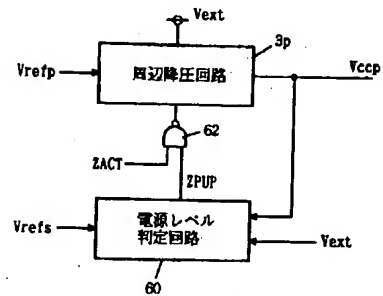 Vext
3p
Vrefp
周辺降圧回路
Vccp
62
ZACT
ZPUP
Vrefs
電源レベル
判定回路
Vext
60